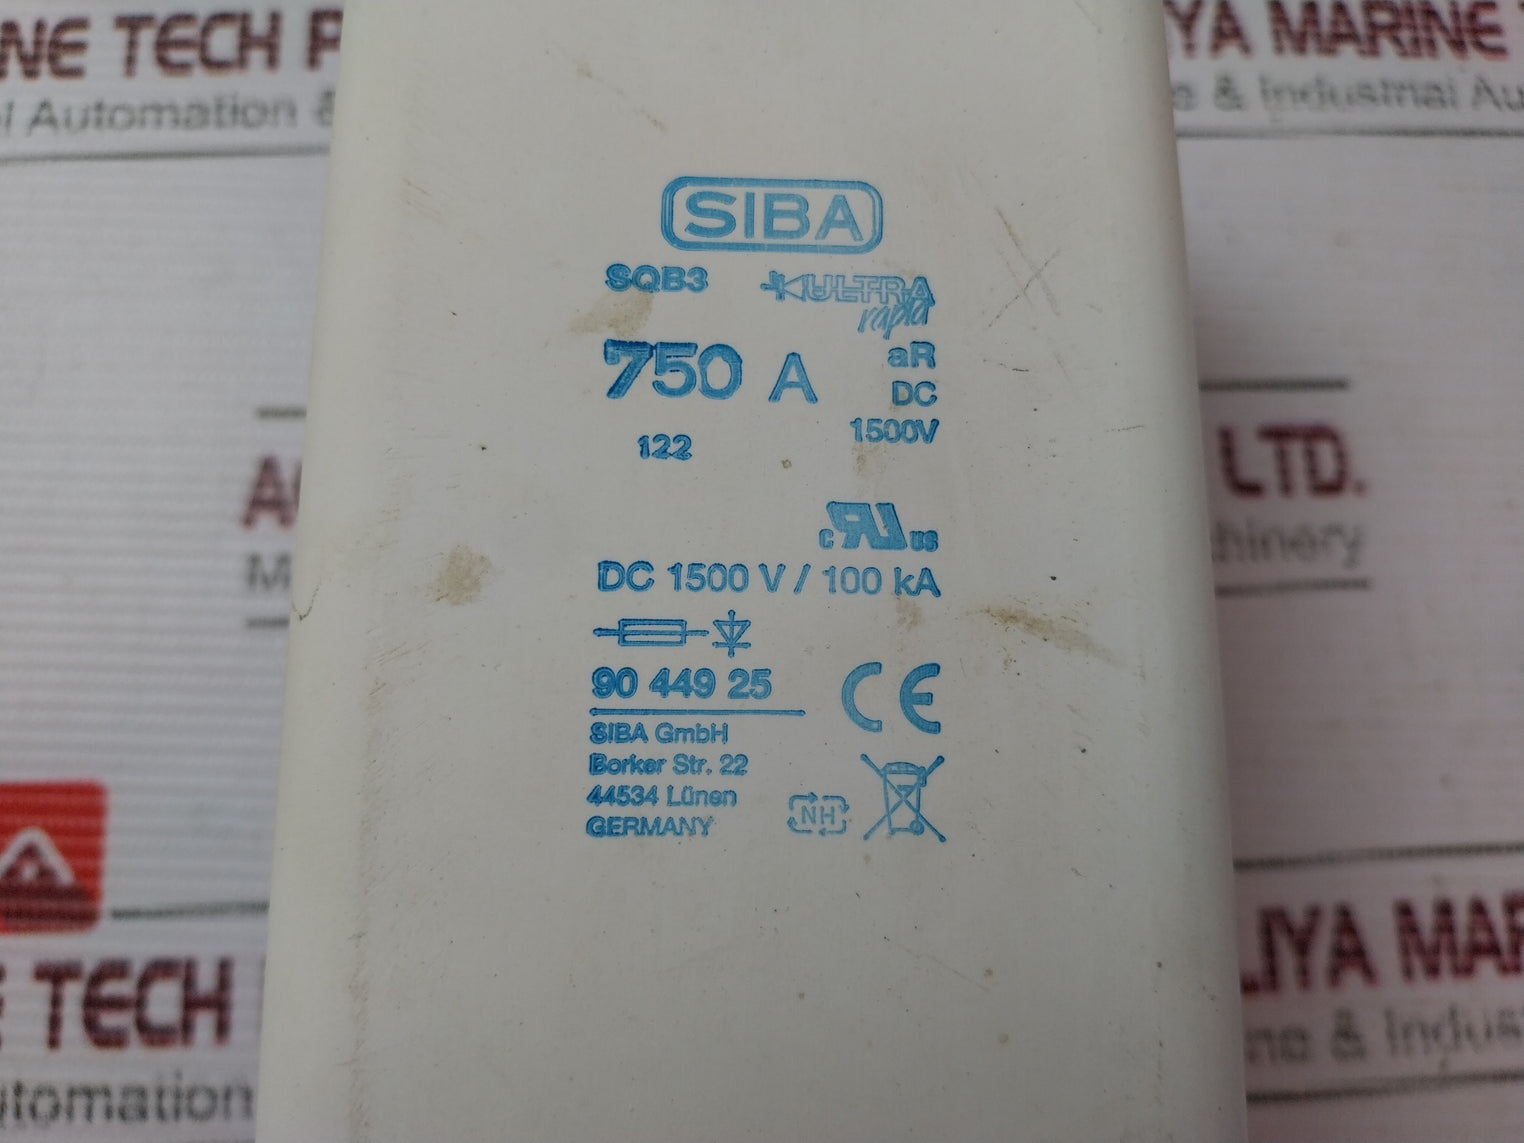 NE TECH P
YA MARINE T
l Automation &
e & Industrial Au
SIBA
SQB3 ULTRA
rapid
750 A aR
DC
1500V
122
c RU us
DC 1500 V / 100 kA
90 449 25
CE
SIBA GmbH
Borker Str. 22
44534 Lünen
GERMANY
NH
LTD.
hinery
TECH
LIYA MAR
utomation
ne & Indus